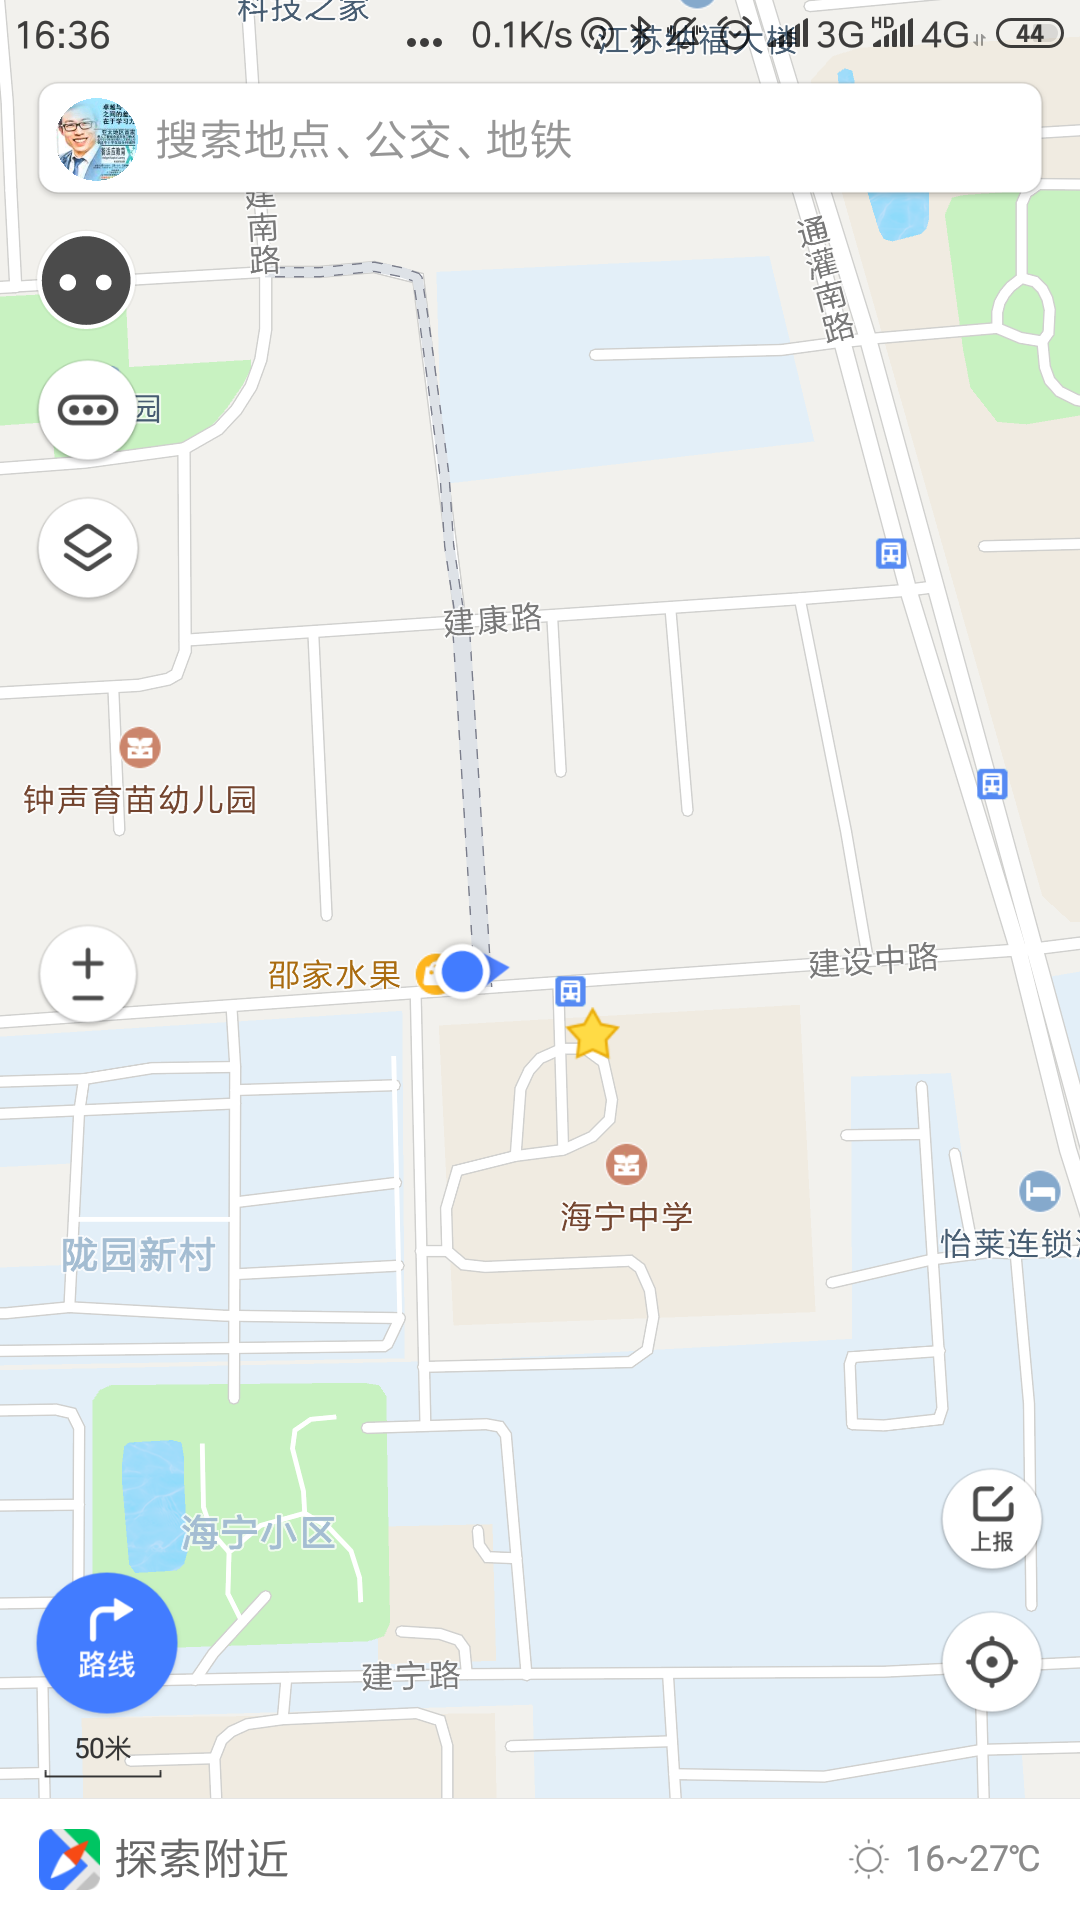 科技之家
16:36
0.1K/s
3G
HD
4G
44
江苏纳福大楼
搜索地点、公交、地铁
建南路
通灌南路
园
建康路
钟声育苗幼儿园
邵家水果
建设中路
海宁中学
怡莱连锁
陇园新村
海宁小区
上报
路线
建宁路
50米
探索附近
16~27℃